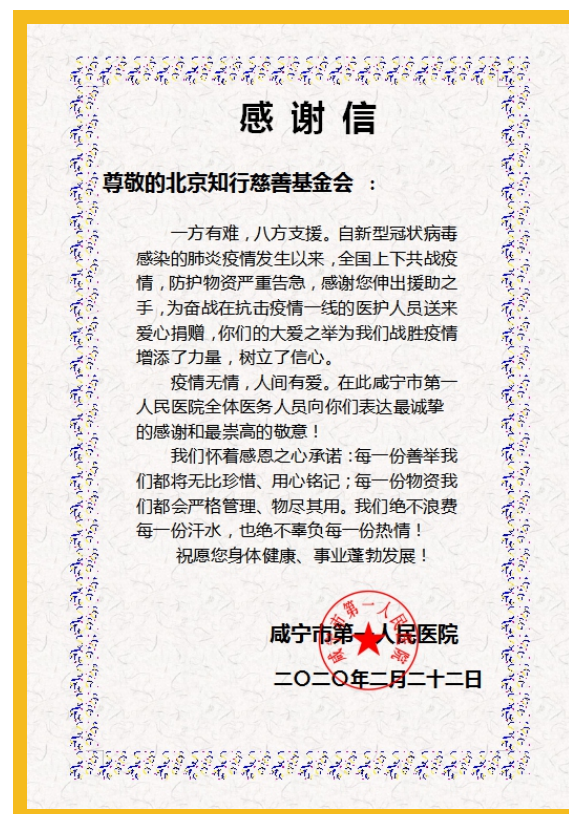 感谢信
尊敬的北京知行慈善基金会：
一方有难，八方支援。自新型冠状病毒
感染的肺炎疫情发生以来，全国上下共战疫
情，防护物资严重告急，感谢您伸出援助之
手，为奋战在抗击疫情一线的医护人员送来
爱心捐赠，你们的大爱之举为我们战胜疫情
增添了力量，树立了信心。
疫情无情，人间有爱。在此咸宁市第一
人民医院全体医务人员向你们表达最诚挚
的感谢和最崇高的敬意！
我们怀着感恩之心承诺：每一份善举我
们都将无比珍惜、用心铭记；每一份物资我
们都会严格管理、物尽其用。我们绝不浪费
每一份汗水，也绝不辜负每一份热情！
祝愿您身体健康、事业蓬勃发展！
咸宁市第一人民医院
咸宁市第一人民医院
二〇二〇年二月二十二日